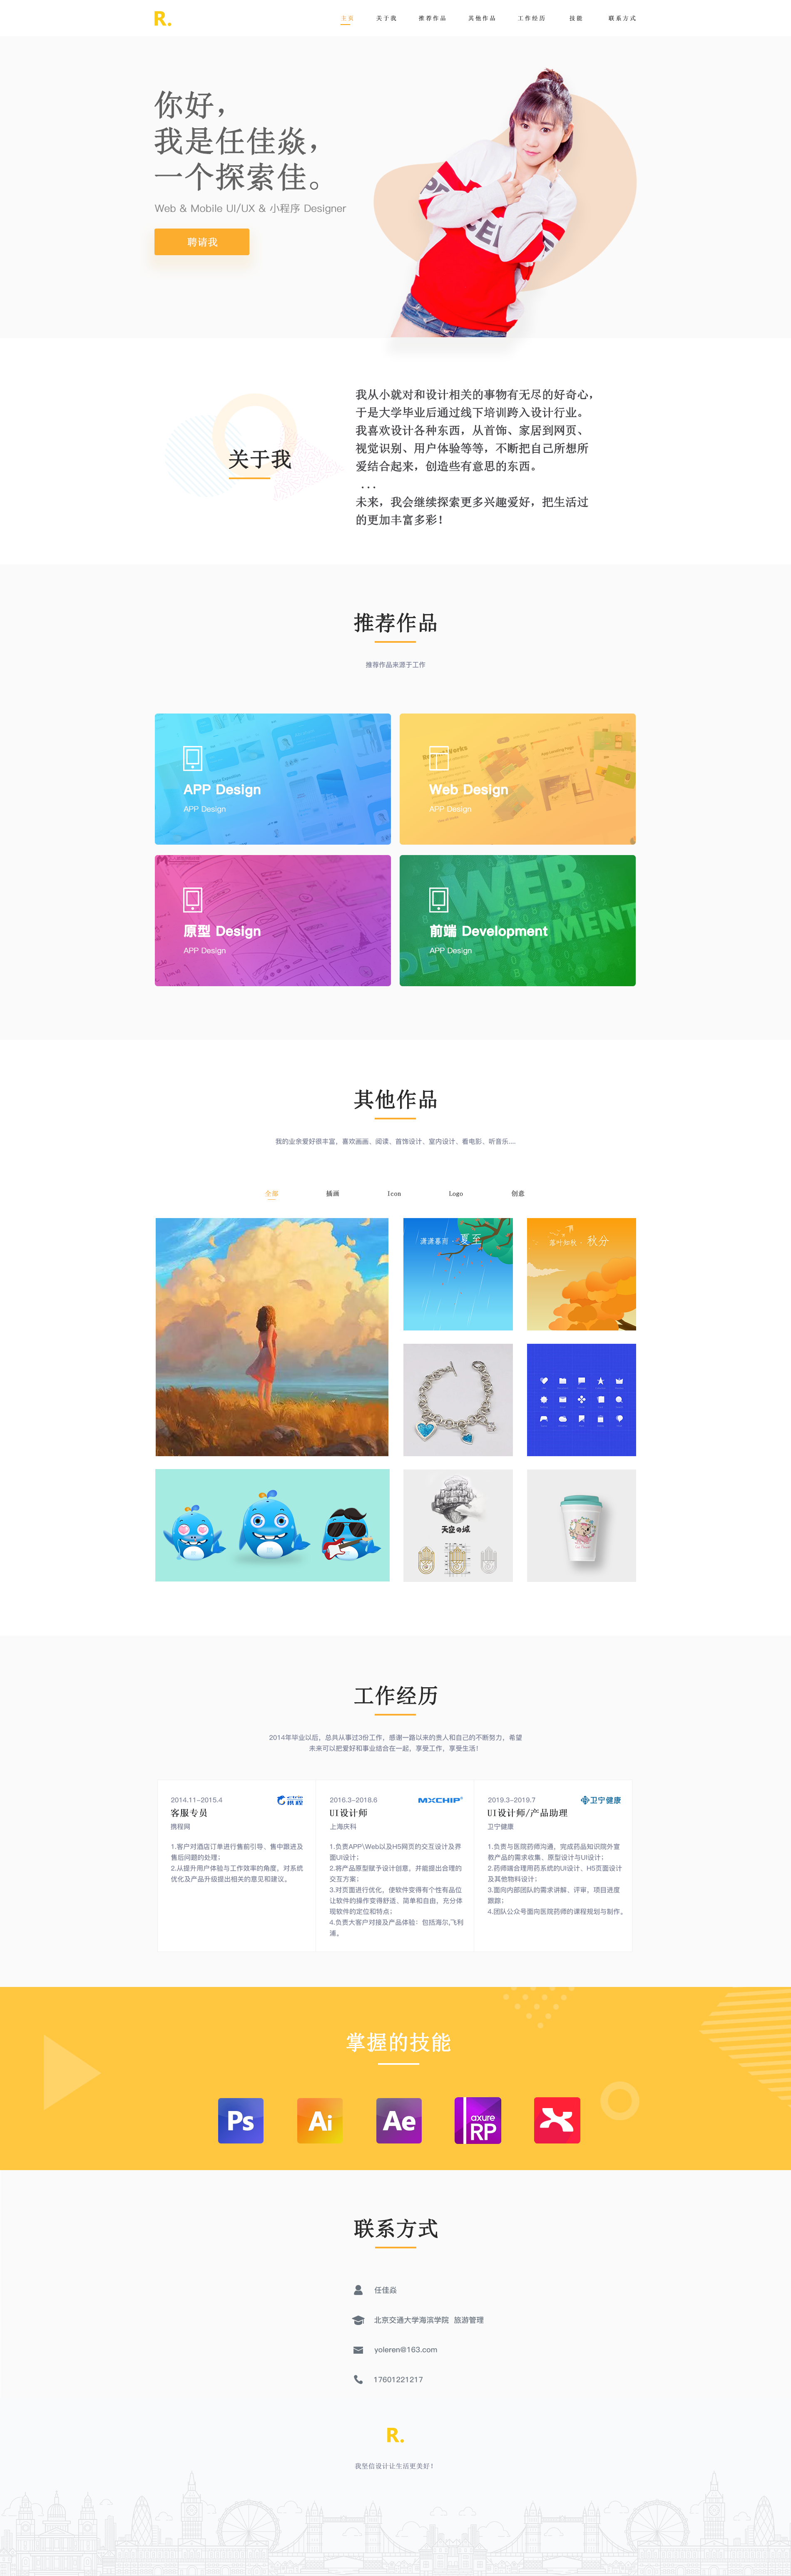 R.
主页 关于我 推荐作品 其他作品 工作经历 技能 联系方式
你好，
我是任佳焱，
一个探索佳。
Web & Mobile UI/UX & 小程序 Designer
聘请我
关于我
我从小就对和设计相关的事物有无尽的好奇心，
于是大学毕业后通过线下培训跨入设计行业。
我喜欢设计各种东西，从首饰、家居到网页、
视觉识别、用户体验等等，不断把自己所想所
爱结合起来，创造些有意思的东西。
...
未来，我会继续探索更多兴趣爱好，把生活过
的更加丰富多彩！
推荐作品
推荐作品来源于工作
APP Design
APP Design
Web Design
APP Design
原型 Design
APP Design
WEB
DEVELOPMENT
前端 Development
APP Design
其他作品
我的业余爱好很丰富，喜欢画画、阅读、首饰设计、室内设计、看电影、听音乐....
全部 插画 Icon Logo 创意
潇潇暮雨 · 夏至
落叶知秋 · 秋分
天空之城
工作经历
2014年毕业以后，总共从事过3份工作，感谢一路以来的贵人和自己的不断努力，希望
未来可以把爱好和事业结合在一起，享受工作，享受生活！
2014.11-2015.4
携程
客服专员
携程网
1.客户对酒店订单进行售前引导、售中跟进及
售后问题的处理；
2.从提升用户体验与工作效率的角度，对系统
优化及产品升级提出相关的意见和建议。
2016.3-2018.6
MXCHIP
UI设计师
上海庆科
1.负责APP\Web以及H5网页的交互设计及界
面UI设计；
2.将产品原型赋予设计创意，并能提出合理的
交互方案；
3.对页面进行优化，使软件变得有个性有品位
让软件的操作变得舒适、简单和自由、充分体
现软件的定位和特点；
4.负责大客户对接及产品体验：包括海尔,飞利
浦。
2019.3-2019.7
卫宁健康
UI设计师/产品助理
卫宁健康
1.负责与医院药师沟通，完成药品知识院外宣
教产品的需求收集、原型设计与UI设计；
2.药师端合理用药系统的UI设计、H5页面设计
及其他物料设计；
3.面向内部团队的需求讲解、评审，项目进度
跟踪；
4.团队公众号面向医院药师的课程规划与制作。
掌握的技能
Ps
Ai
Ae
axure
RP
联系方式
任佳焱
北京交通大学海滨学院 旅游管理
yoleren@163.com
17601221217
R.
我坚信设计让生活更美好！